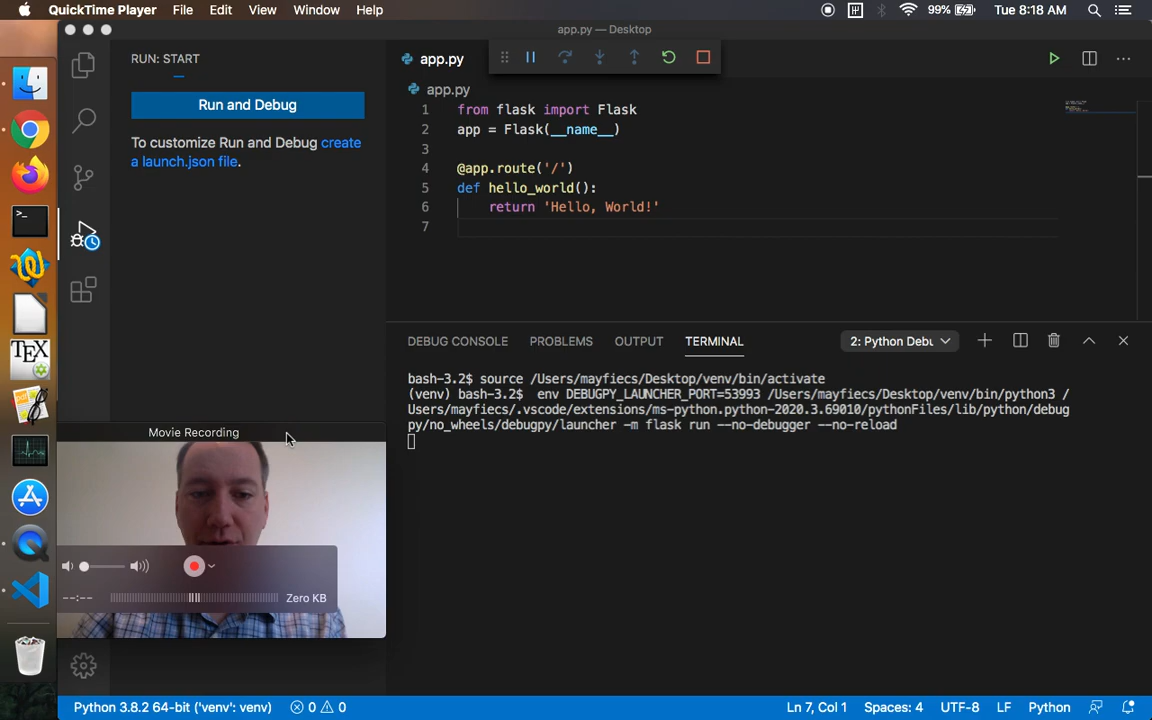 QuickTime Player File Edit View Window Help 99% Tue 8:18 AM
app.py — Desktop
RUN: START
app.py
Run and Debug
To customize Run and Debug create
a launch.json file.
app.py
1 from flask import Flask
2 app = Flask(__name__)
3
4 @app.route('/')
5 def hello_world():
6 return 'Hello, World!'
7
DEBUG CONSOLE PROBLEMS OUTPUT TERMINAL 2: Python Debu
bash-3.2$ source /Users/mayfiecs/Desktop/venv/bin/activate
(venv) bash-3.2$ env DEBUGPY_LAUNCHER_PORT=53993 /Users/mayfiecs/Desktop/venv/bin/python3 /
Users/mayfiecs/.vscode/extensions/ms-python.python-2020.3.69010/pythonFiles/lib/python/debug
py/no_wheels/debugpy/launcher -m flask run --no-debugger --no-reload
Movie Recording
--:-- Zero KB
TEX
Python 3.8.2 64-bit ('venv': venv) 0 0 Ln 7, Col 1 Spaces: 4 UTF-8 LF Python